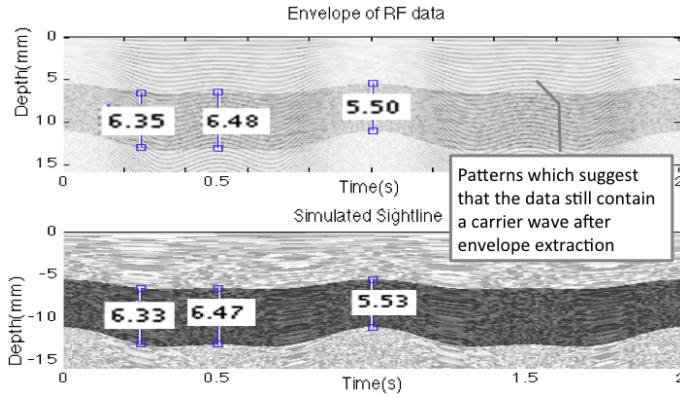 Envelope of RF data
Depth(mm)
0
5
10
15
6.35
6.48
5.50
0
0.5
2
Time(s)
Patterns which suggest
that the data still contain
a carrier wave after
envelope extraction
Simulated Sightline
Depth(mm)
0
−5
−10
−15
6.33
6.47
5.53
0
0.5
1
1.5
2
Time(s)